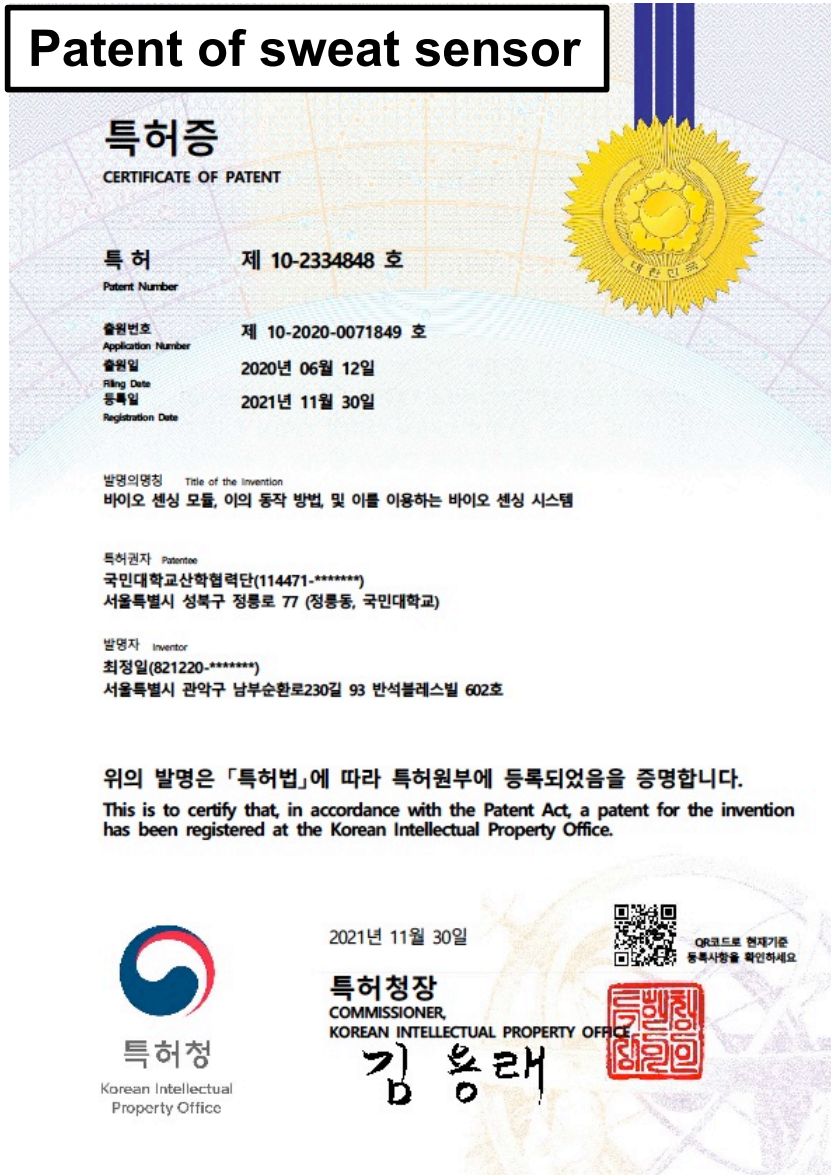 Patent of sweat sensor
특허증
CERTIFICATE OF PATENT
특 허 제 10-2334848 호
Patent Number
출원번호 제 10-2020-0071849 호
Application Number
출원일 2020년 06월 12일
Filing Date
등록일 2021년 11월 30일
Registration Date
발명의명칭 Title of the Invention
바이오 센싱 모듈, 이의 동작 방법, 및 이를 이용하는 바이오 센싱 시스템
특허권자 Patentee
국민대학교산학협력단(114471-*******)
서울특별시 성북구 정릉로 77 (정릉동, 국민대학교)
발명자 Inventor
최정일(821220-*******)
서울특별시 관악구 남부순환로230길 93 반석블레스빌 602호
위의 발명은 「특허법」에 따라 특허원부에 등록되었음을 증명합니다.
This is to certify that, in accordance with the Patent Act, a patent for the invention
has been registered at the Korean Intellectual Property Office.
2021년 11월 30일
QR코드로 현재기준
등록사항을 확인하세요
특허청장
COMMISSIONER,
KOREAN INTELLECTUAL PROPERTY OFFICE
김용래
특허청
Korean Intellectual
Property Office
대한민국